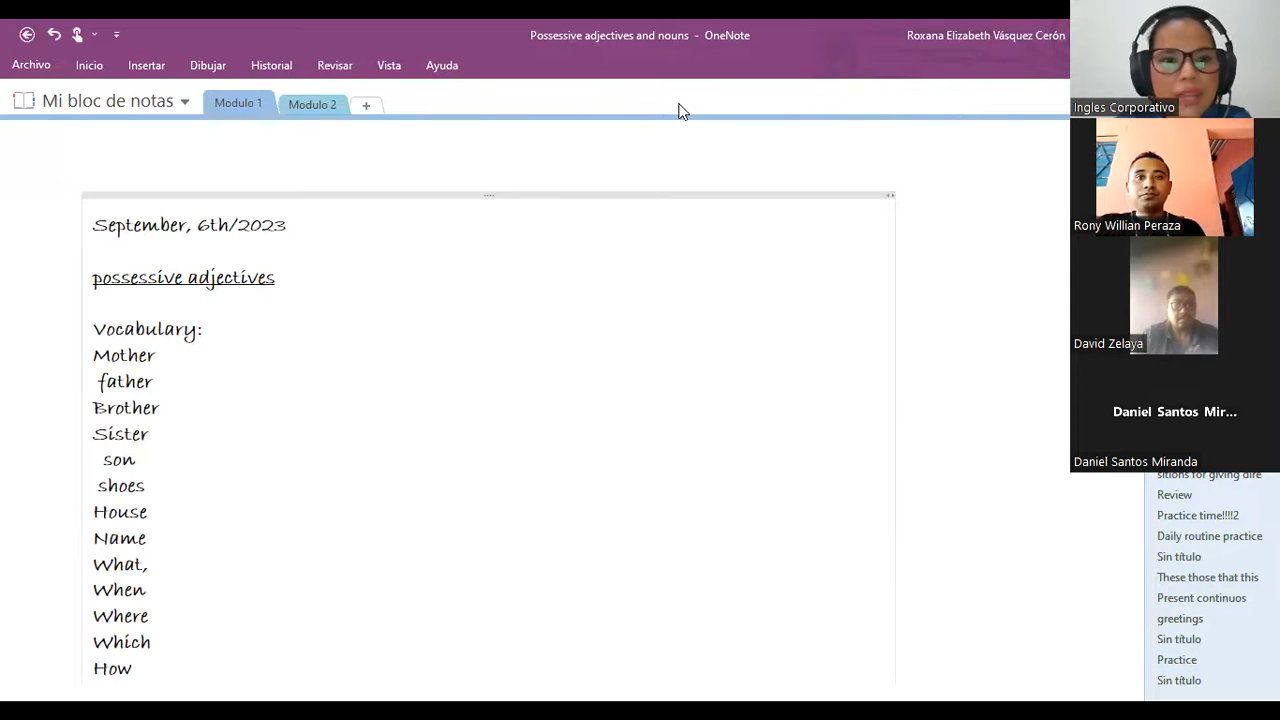 Possessive adjectives and nouns - OneNote
Roxana Elizabeth Vásquez Cerón
Archivo Inicio Insertar Dibujar Historial Revisar Vista Ayuda
Mi bloc de notas Modulo 1 Modulo 2 +
September, 6th/2023
possessive adjectives
Vocabulary:
Mother
father
Brother
Sister
son
shoes
House
Name
What,
When
Where
Which
How
Ingles Corporativo
Rony Willian Peraza
David Zelaya
Daniel Santos Mir...
Daniel Santos Miranda
sitions for giving dire
Review
Practice time!!!!2
Daily routine practice
Sin título
These those that this
Present continuos
greetings
Sin título
Practice
Sin título